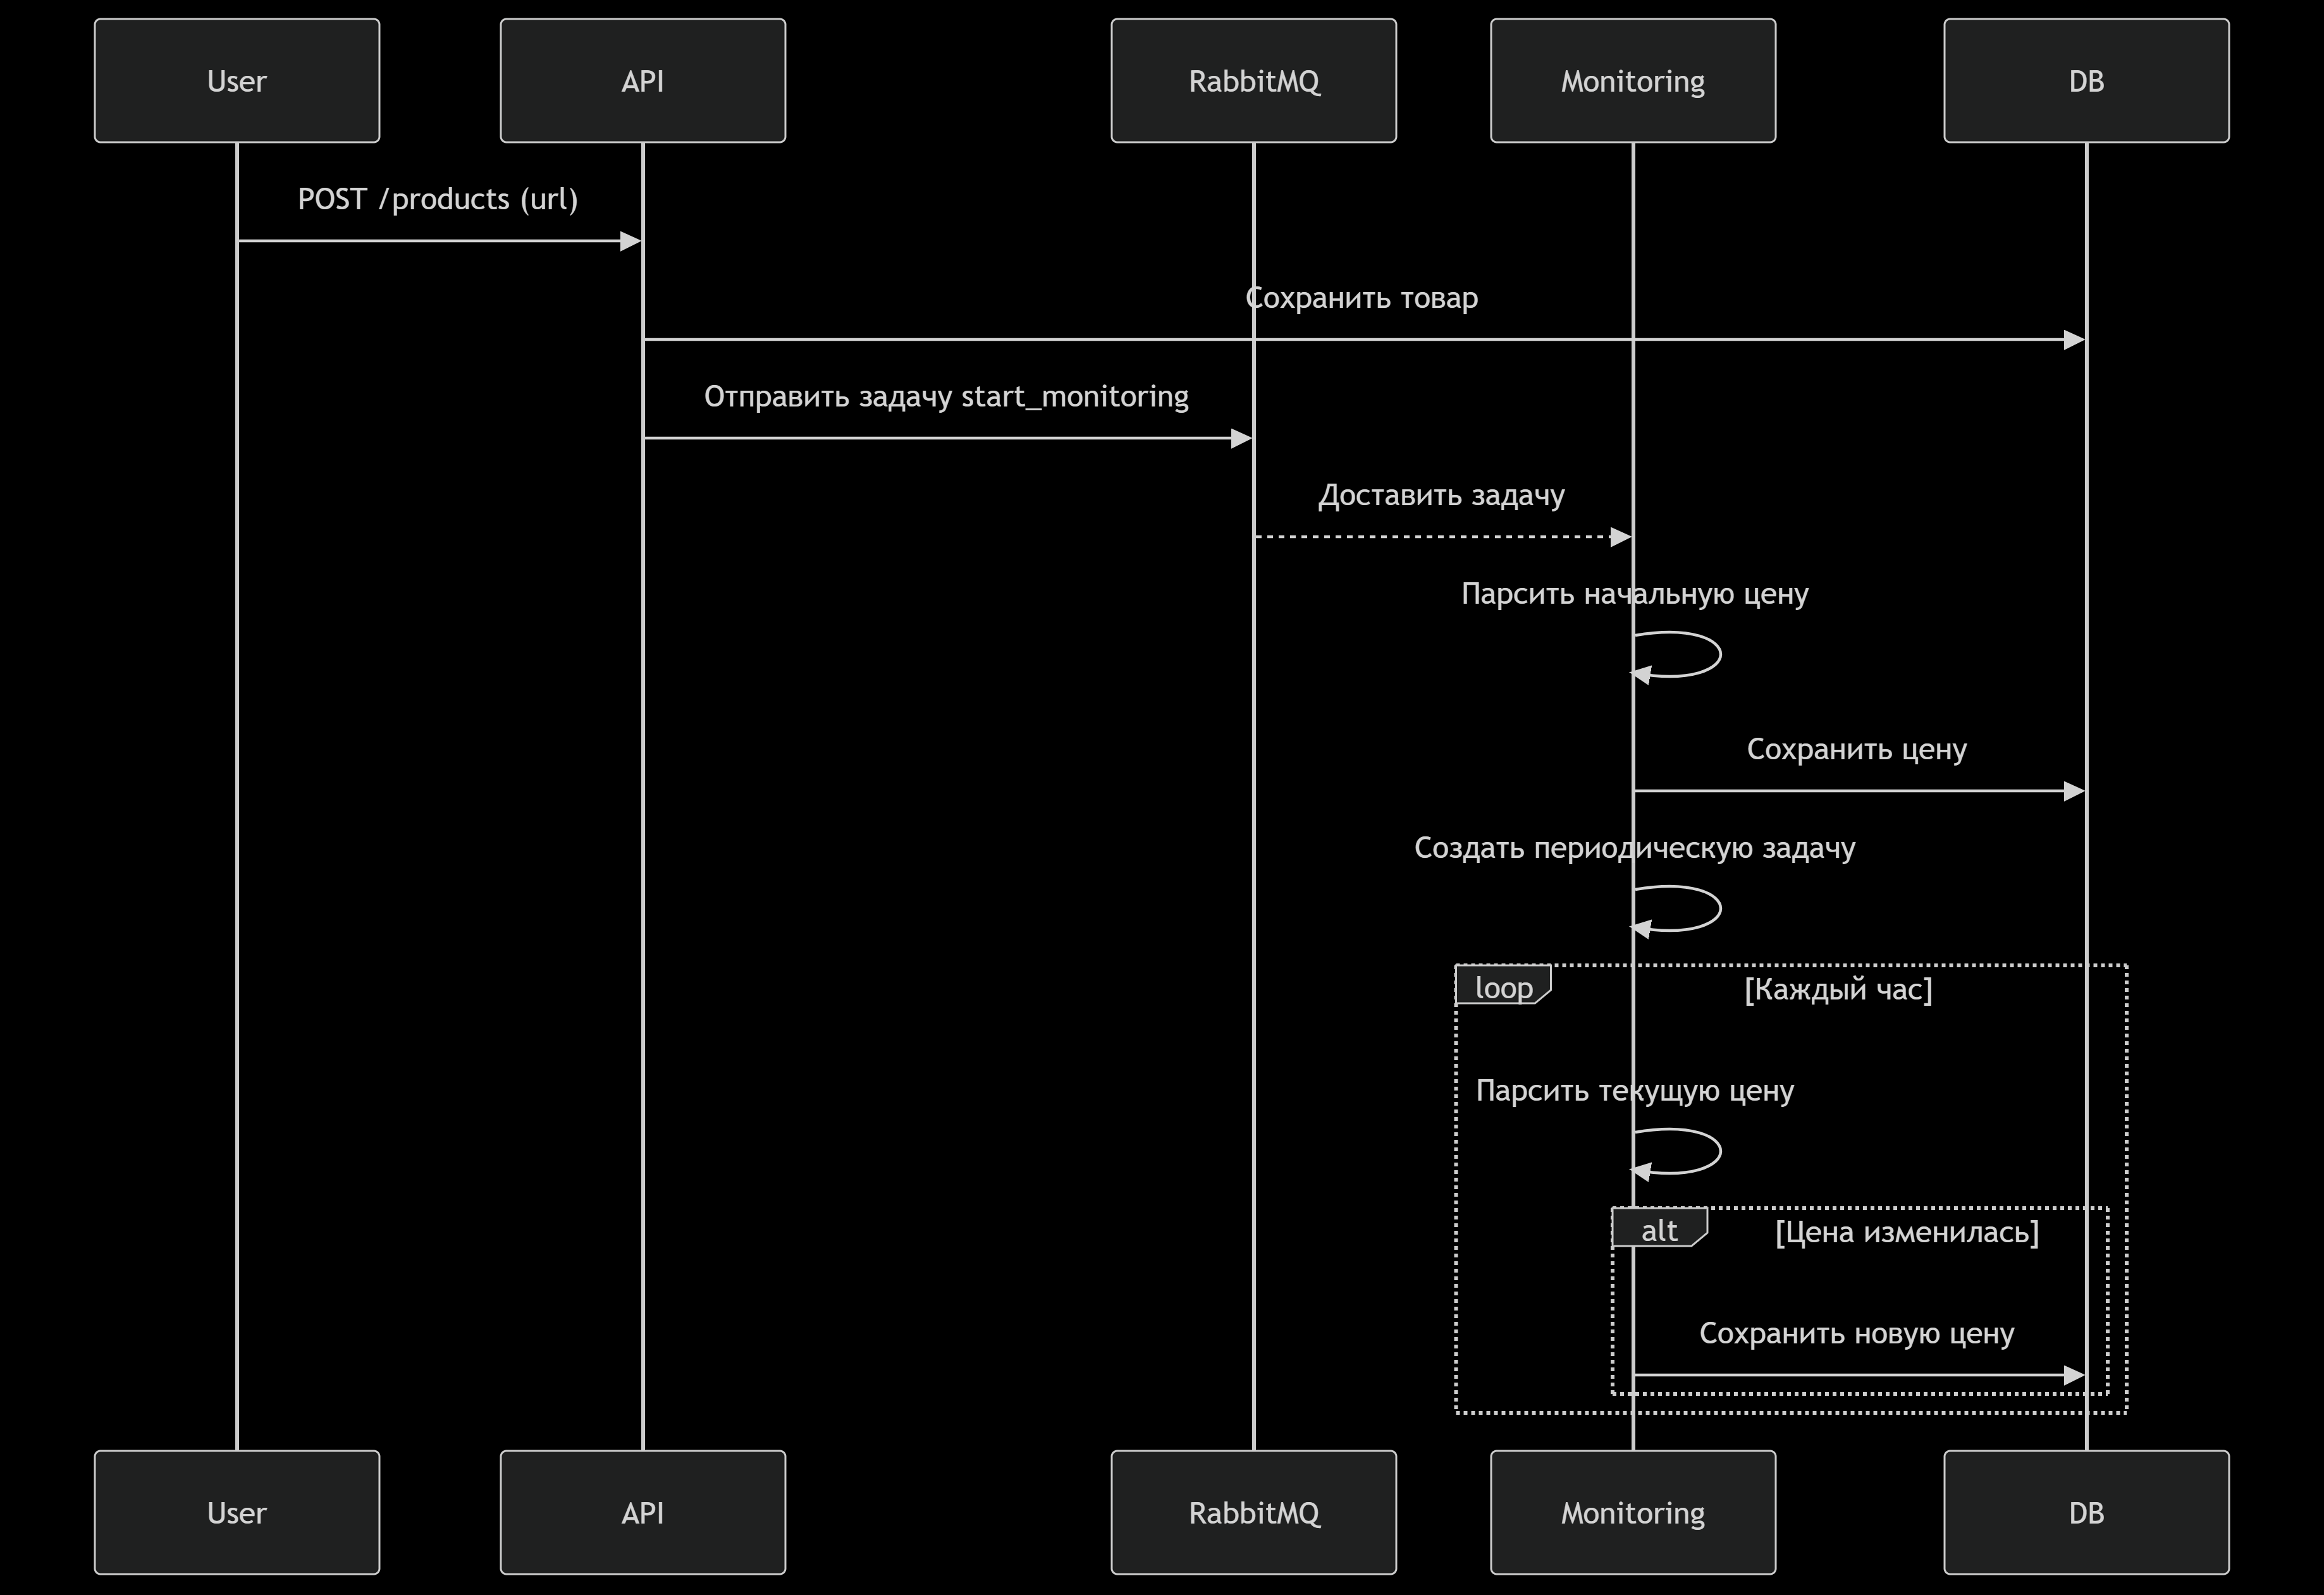 User
API
RabbitMQ
Monitoring
DB
POST /products (url)
Сохранить товар
Отправить задачу start_monitoring
Доставить задачу
Парсить начальную цену
Сохранить цену
Создать периодическую задачу
loop
[Каждый час]
Парсить текущую цену
alt
[Цена изменилась]
Сохранить новую цену
User
API
RabbitMQ
Monitoring
DB